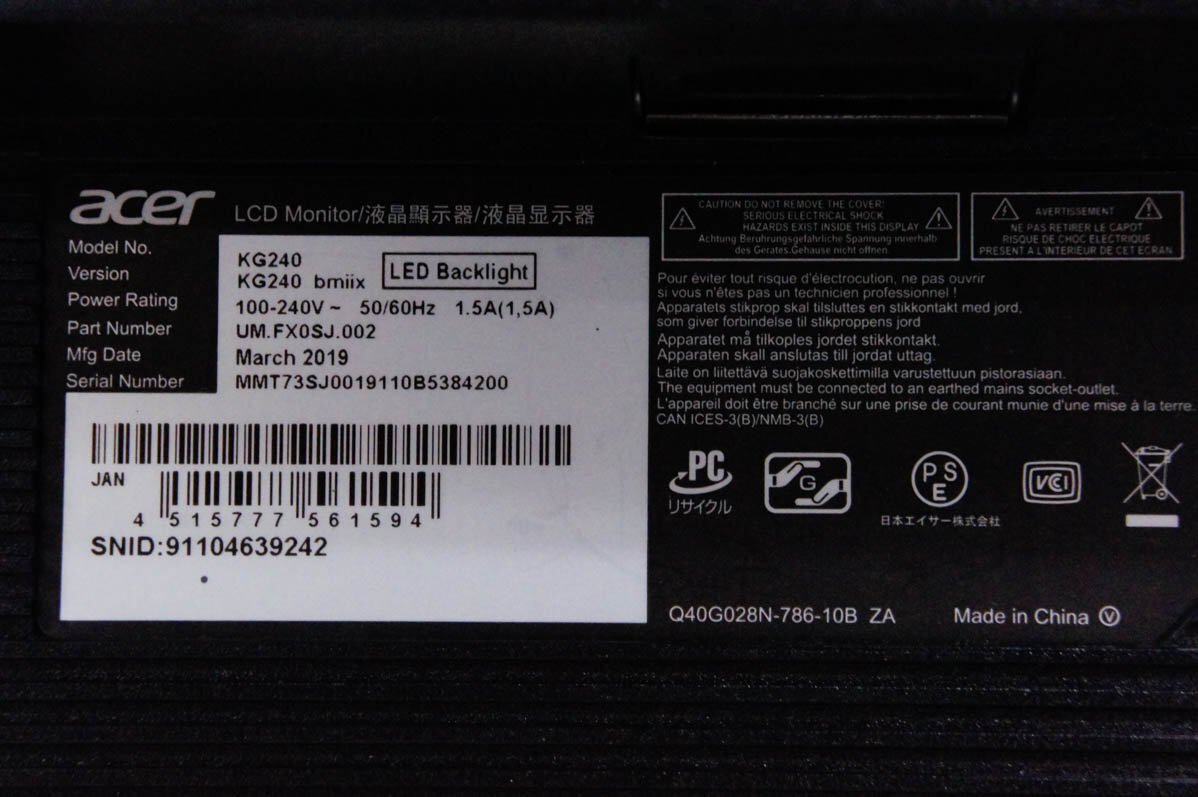 acer LCD Monitor/液晶顯示器/液晶显示器
Model No. KG240
Version KG240 bmiix
LED Backlight
Power Rating 100-240V~ 50/60Hz 1.5A(1,5A)
Part Number UM.FX0SJ.002
Mfg Date March 2019
Serial Number MMT73SJ0019110B5384200
JAN
4 515777 561594
SNID:91104639242
CAUTION DO NOT REMOVE THE COVER!
SERIOUS ELECTRICAL SHOCK
HAZARDS EXIST INSIDE THIS DISPLAY
Achtung Berührungsgefährliche Spannung innerhalb
des Gerätes.Gehäuse nicht öffnen
AVERTISSEMENT
NE PAS RETIRER LE CAPOT
RISQUE DE CHOC ELECTRIQUE
PRESENT A L'INTERIEUR DE CET ECRAN
Pour éviter tout risque d'électrocution, ne pas ouvrir
si vous n'êtes pas un technicien professionnel !
Apparatets stikprop skal tilsluttes en stikkontakt med jord,
som giver forbindelse til stikproppens jord
Apparatet må tilkoples jordet stikkontakt.
Apparaten skall anslutas till jordat uttag.
Laite on liitettävä suojakoskettimilla varustettuun pistorasiaan.
The equipment must be connected to an earthed mains socket-outlet.
L'appareil doit être branché sur une prise de courant munie d'une mise à la terre.
CAN ICES-3(B)/NMB-3(B)
PC
リサイクル
G
PSE
日本エイサー株式会社
VCI
Q40G028N-786-10B ZA
Made in China V